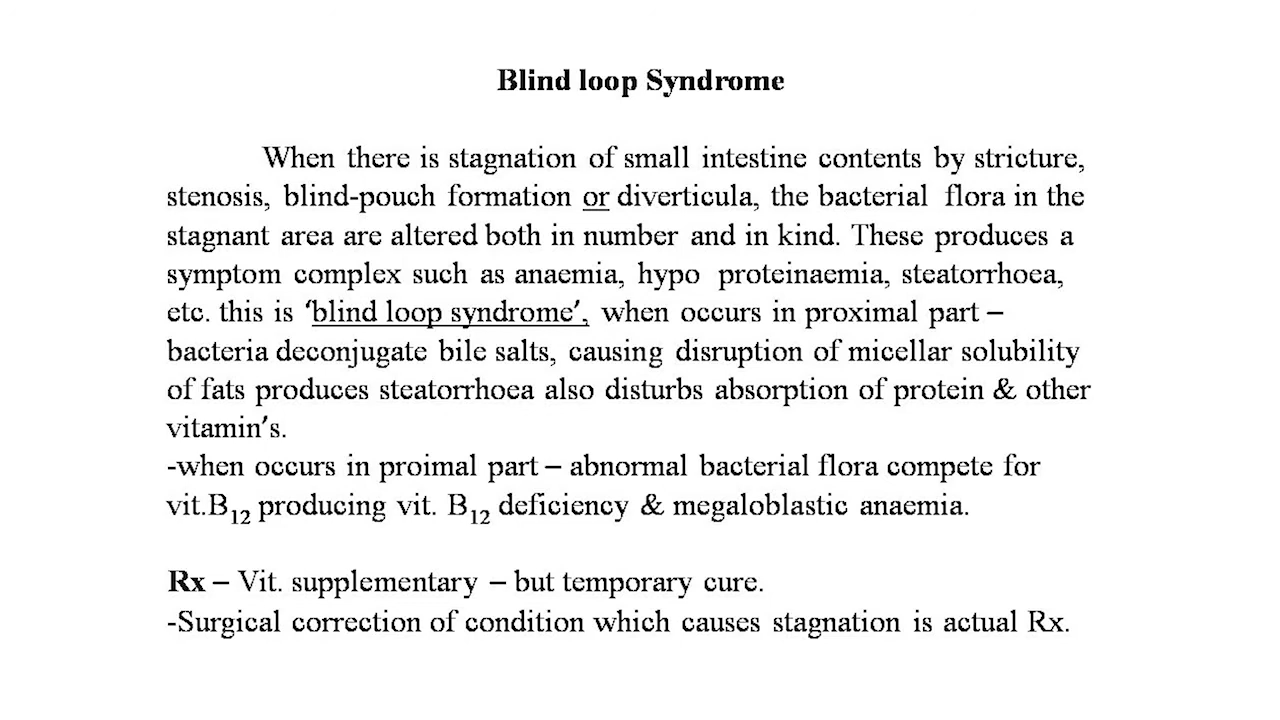 Blind loop Syndrome
When there is stagnation of small intestine contents by stricture,
stenosis, blind-pouch formation or diverticula, the bacterial flora in the
stagnant area are altered both in number and in kind. These produces a
symptom complex such as anaemia, hypo proteinaemia, steatorrhoea,
etc. this is ‘blind loop syndrome’, when occurs in proximal part –
bacteria deconjugate bile salts, causing disruption of micellar solubility
of fats produces steatorrhoea also disturbs absorption of protein & other
vitamin’s.
-when occurs in proimal part – abnormal bacterial flora compete for
vit.B12 producing vit. B12 deficiency & megaloblastic anaemia.
Rx – Vit. supplementary – but temporary cure.
-Surgical correction of condition which causes stagnation is actual Rx.